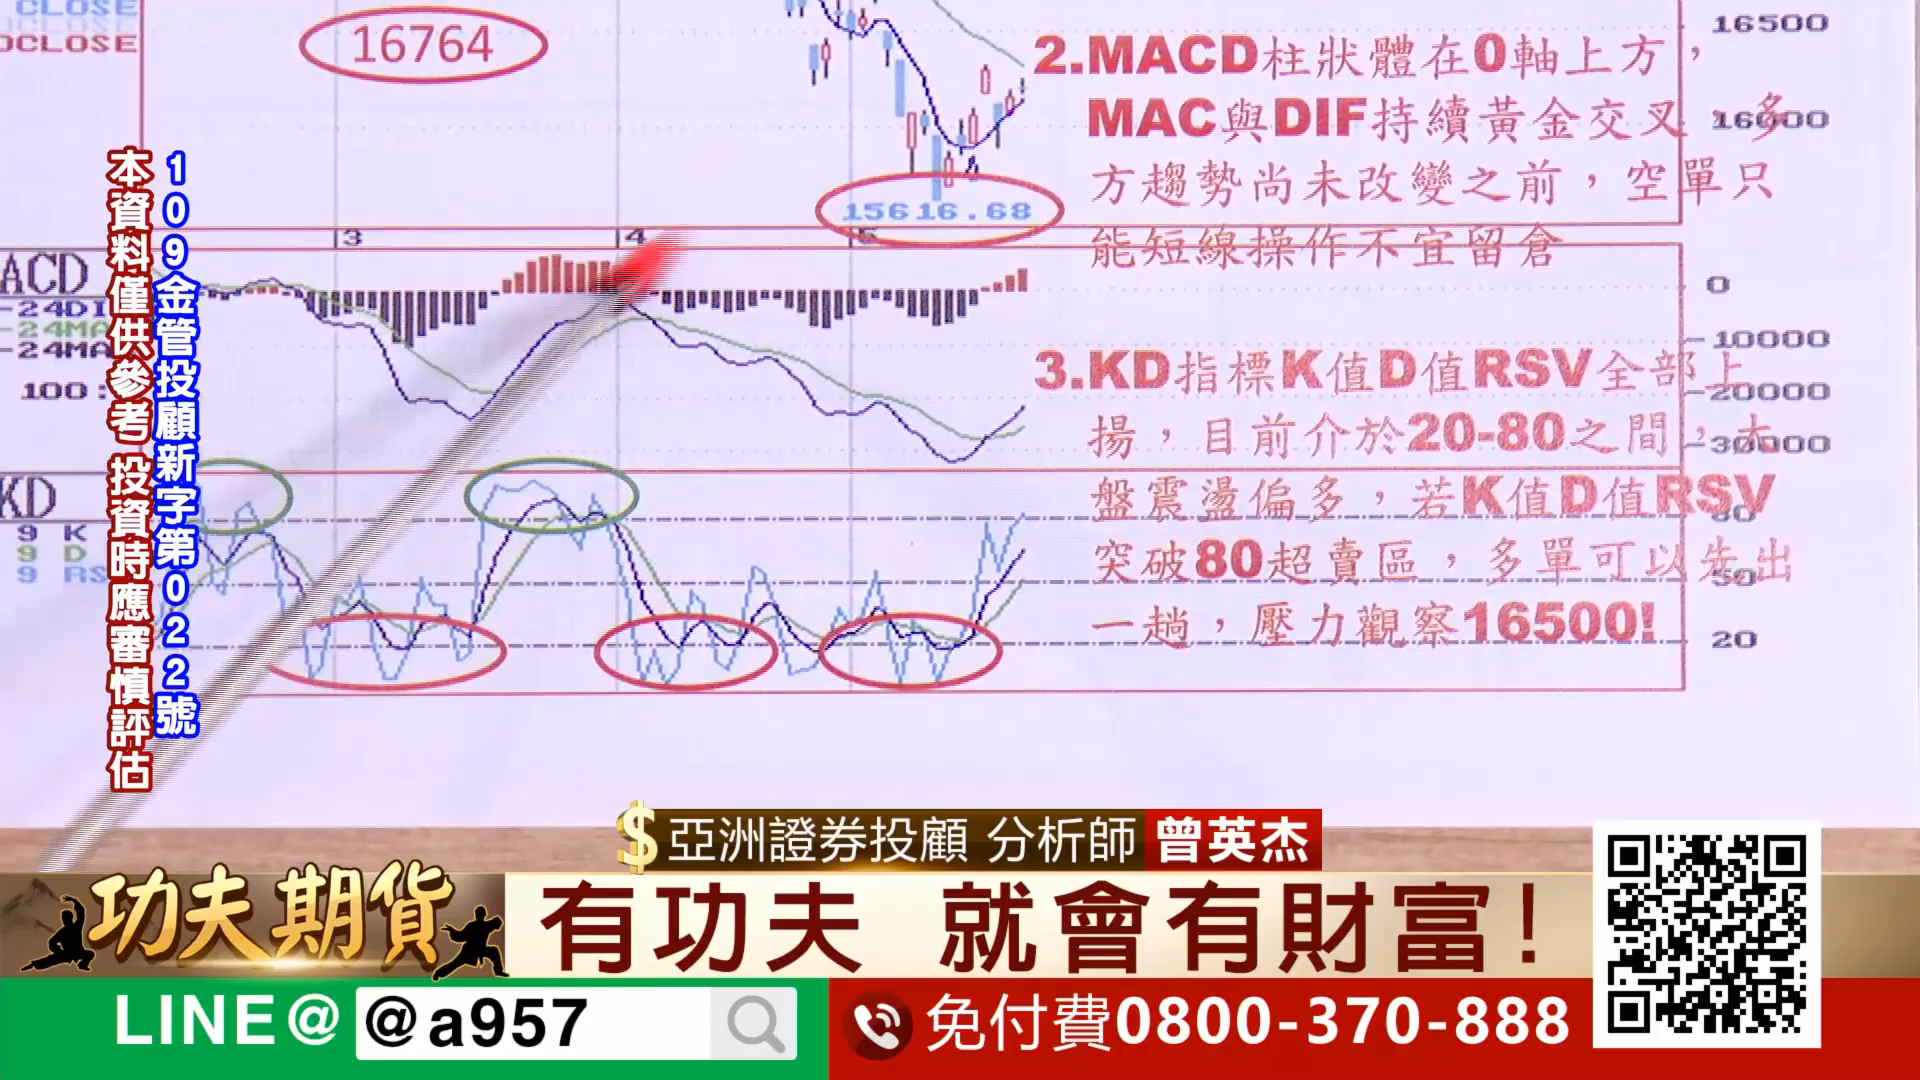 CLOSE
OCLOSE
16764
16500
16000
15616.68
3
4
5
2.MACD柱狀體在0軸上方，
MAC與DIF持續黃金交叉，多
方趨勢尚未改變之前，空單只
能短線操作不宜留倉
3.KD指標K值D值RSV全部上
揚，目前介於20-80之間，大
盤震盪偏多，若K值D值RSV
突破80超賣區，多單可以先出
一趟，壓力觀察16500!
ACD
-24DI
-24MA
-24MA
100:
0
-10000
-20000
-30000
KD
9 K
9 D
9 RS
80
50
20
109金管投顧新字第022號
本資料僅供參考 投資時應審慎評估
$亞洲證券投顧 分析師 曾英杰
功夫期貨
有功夫 就會有財富!
LINE@ @a957
免付費0800-370-888